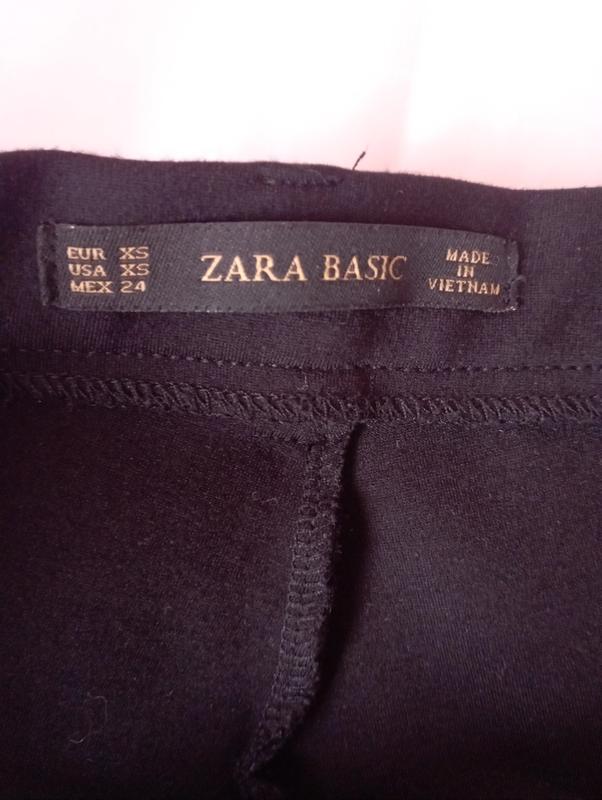 EUR XS
USA XS
MEX 24
ZARA BASIC
MADE
IN
VIETNAM